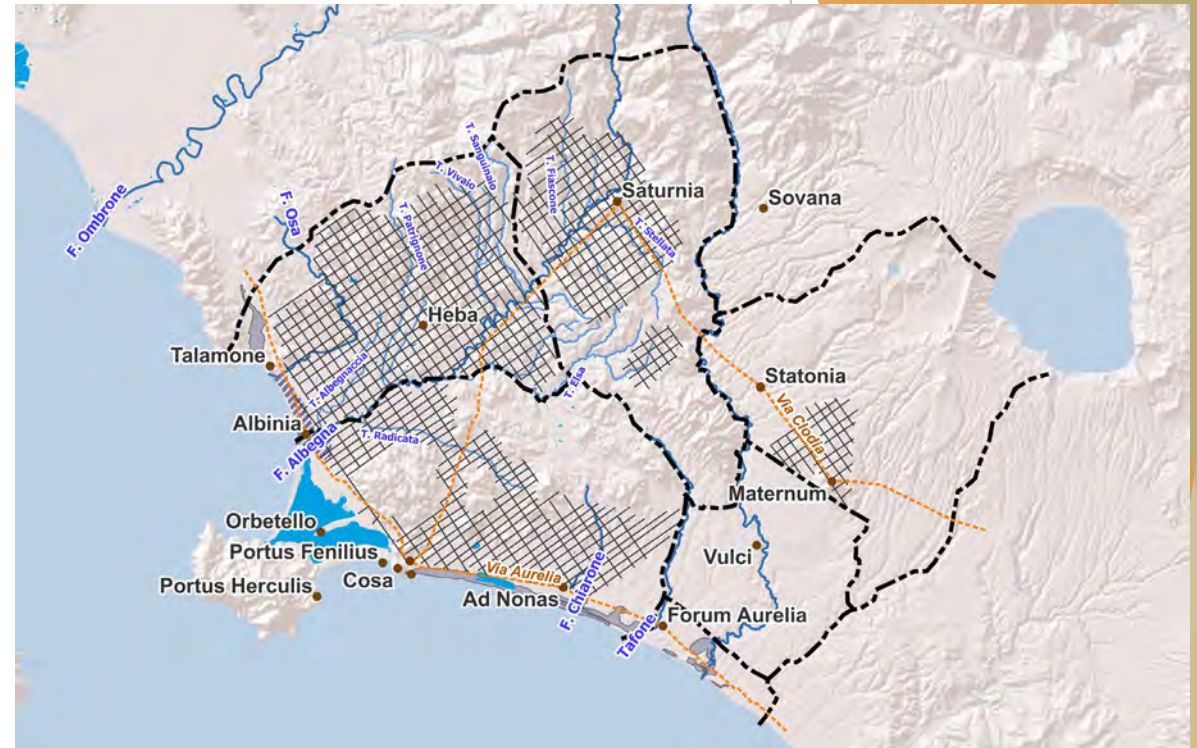 F. Ombrone
F. Osa
T. Vivaio
T. Sanguinaio
T. Patrignone
T. Fiascone
Saturnia
T. Stellata
Sovana
Heba
Talamone
T. Albegnaccia
Albinia
F. Albegna
T. Radicata
T. Elsa
Statonia
Via Clodia
Maternum
Orbetello
Portus Fenilius
Cosa
Portus Herculis
Via Aurelia
Ad Nonas
F. Chiarone
Vulci
Tafone
Forum Aurelia